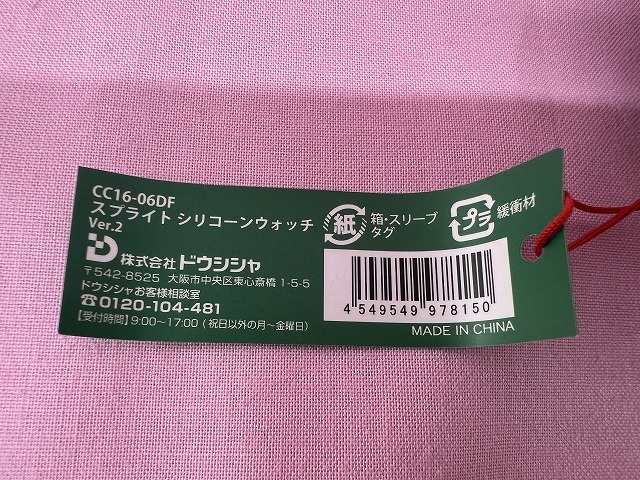 CC16-06DF
スプライト シリコーンウォッチ
Ver.2
株式会社 ドウシシャ
〒542-8525 大阪市中央区東心斎橋 1-5-5
ドウシシャお客様相談室
☎0120-104-481
【受付時間】9:00~17:00 (祝日以外の月~金曜日)
紙
箱・スリーブ
タグ
プラ
緩衝材
4 549549 978150
MADE IN CHINA